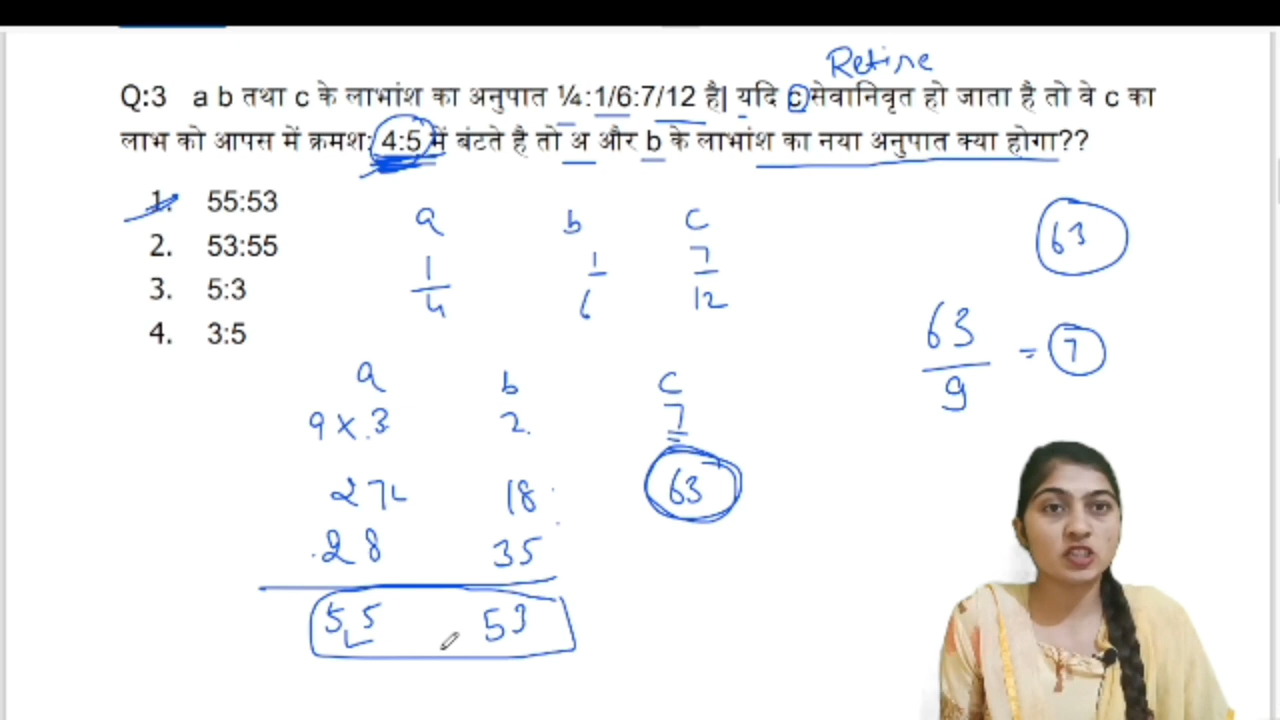 Retire
Q:3 a b तथा c के लाभांश का अनुपात ¼:1/6:7/12 है| यदि c सेवानिवृत हो जाता है तो वे c का
लाभ को आपस में क्रमश: 4:5 में बंटते है तो अ और b के लाभांश का नया अनुपात क्या होगा??
1. 55:53
2. 53:55
3. 5:3
4. 3:5
a b c
1/4 1/6 7/12
63
63/9 = 7
a b c
9 × 3 2 7
27 18 63
28 35
55 53